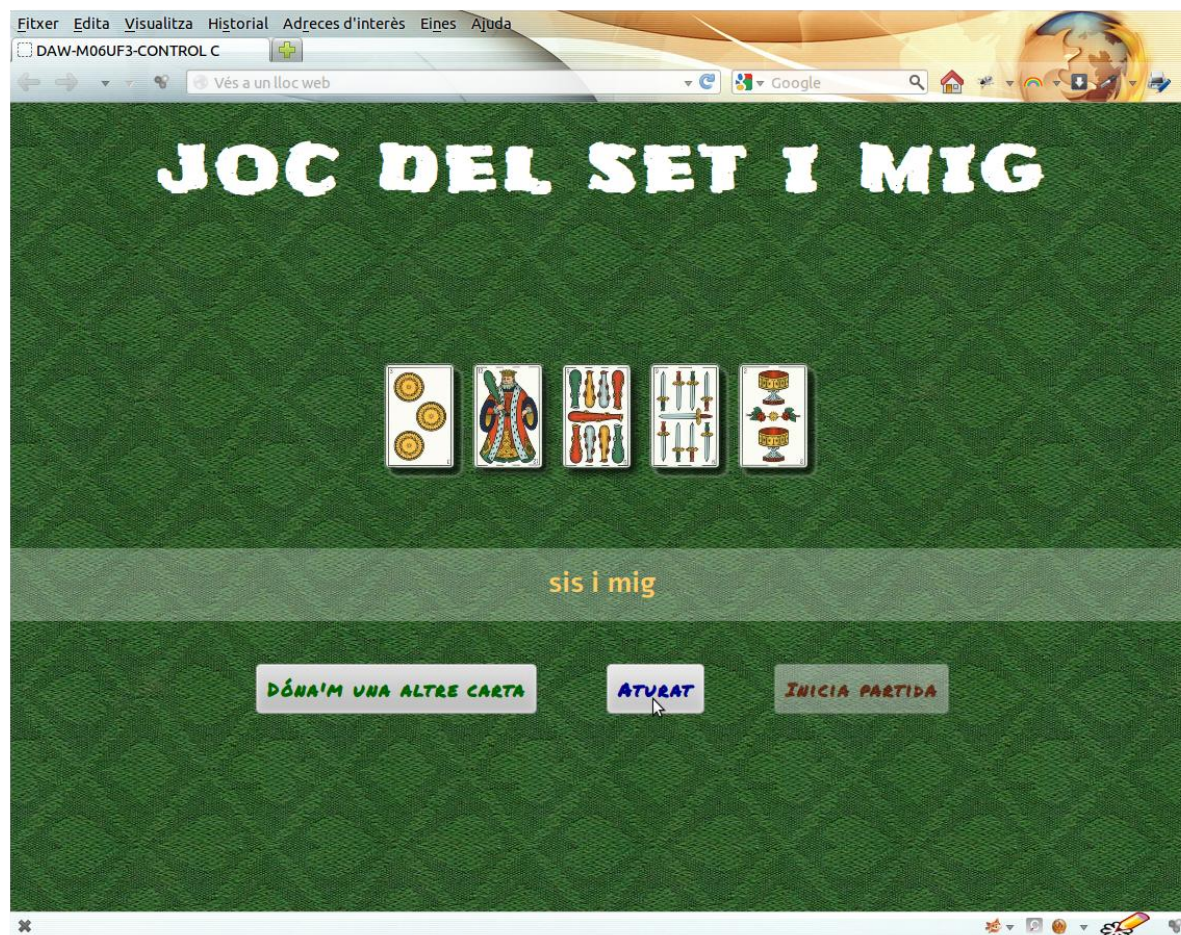 Fitxer Edita Visualitza Historial Adreces d'interès Eines Ajuda
DAW-M06UF3-CONTROL C
Vés a un lloc web
Google
JOC DEL SET I MIG
sis i mig
Dóna'm una altre carta
Aturat
Inicia partida